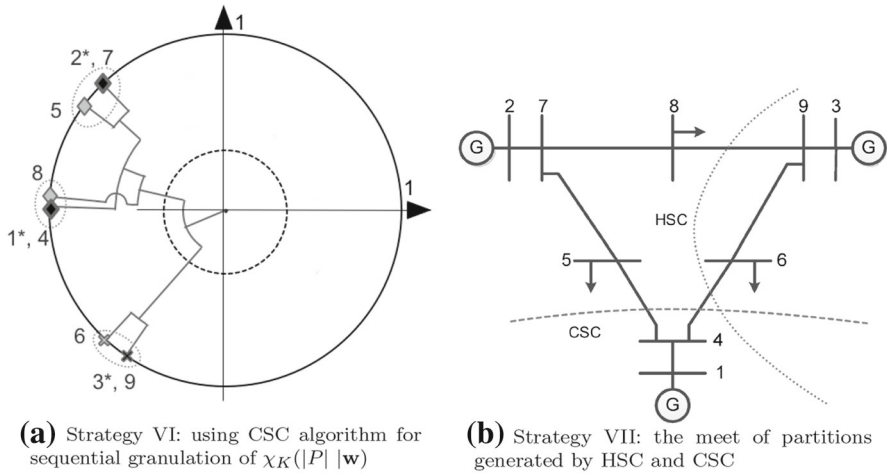 1
2*, 7
5
8
1
1*, 4
6
3*, 9
2
7
8
9
3
G
G
HSC
5
6
CSC
4
1
G
(a) Strategy VI: using CSC algorithm for
sequential granulation of χ_K(|P| |w)
(b) Strategy VII: the meet of partitions
generated by HSC and CSC